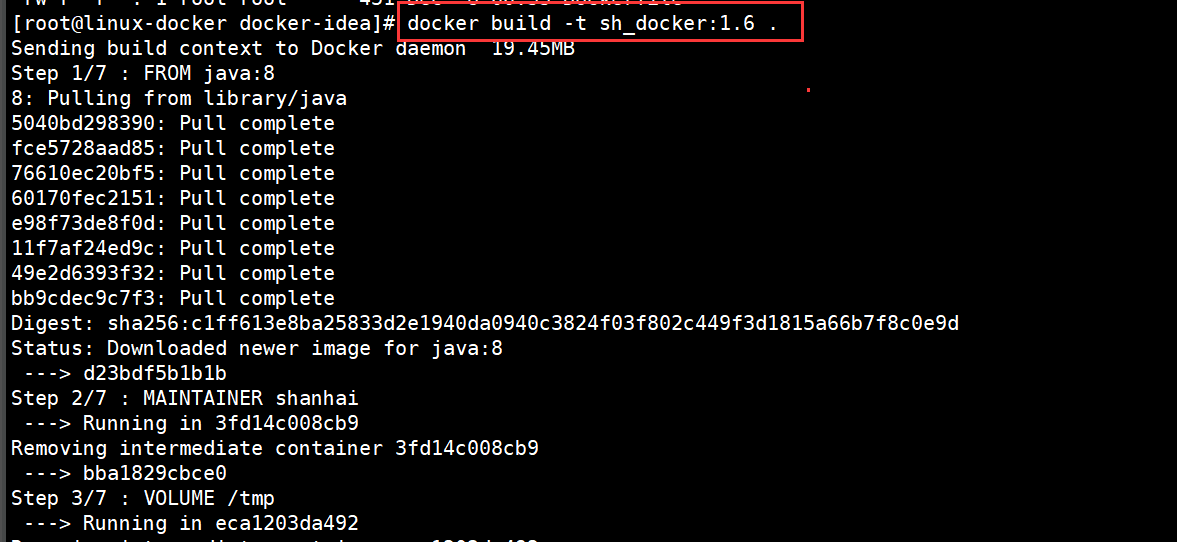 [root@linux-docker docker-idea]# docker build -t sh_docker:1.6 .
Sending build context to Docker daemon  19.45MB
Step 1/7 : FROM java:8
8: Pulling from library/java
5040bd298390: Pull complete
fce5728aad85: Pull complete
76610ec20bf5: Pull complete
60170fec2151: Pull complete
e98f73de8f0d: Pull complete
11f7af24ed9c: Pull complete
49e2d6393f32: Pull complete
bb9cdec9c7f3: Pull complete
Digest: sha256:c1ff613e8ba25833d2e1940da0940c3824f03f802c449f3d1815a66b7f8c0e9d
Status: Downloaded newer image for java:8
 ---> d23bdf5b1b1b
Step 2/7 : MAINTAINER shanhai
 ---> Running in 3fd14c008cb9
Removing intermediate container 3fd14c008cb9
 ---> bba1829cbce0
Step 3/7 : VOLUME /tmp
 ---> Running in eca1203da492